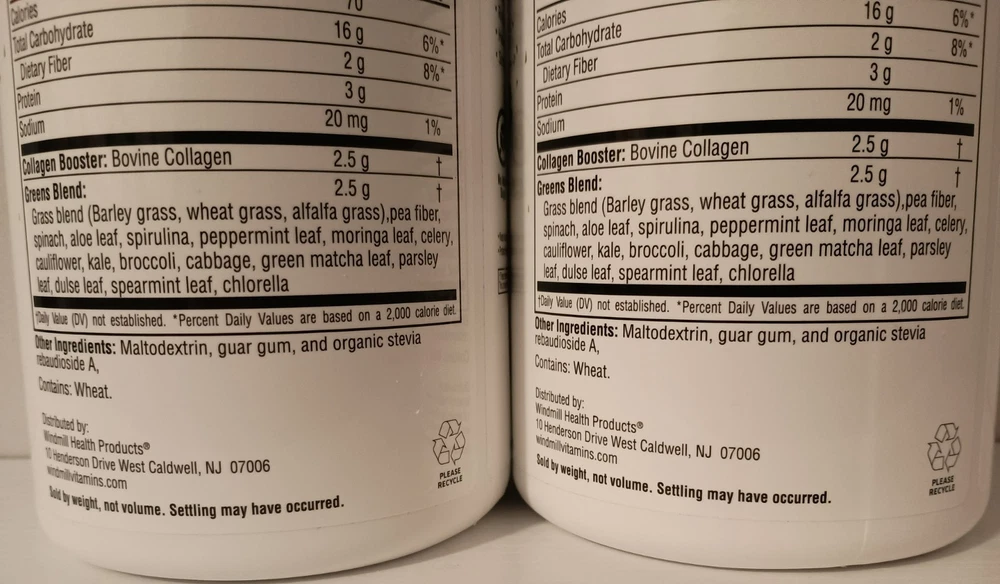 Calories 70
Total Carbohydrate 16 g 6%*
Dietary Fiber 2 g 8%*
Protein 3 g
Sodium 20 mg 1%
Collagen Booster: Bovine Collagen 2.5 g †
Greens Blend: 2.5 g †
Grass blend (Barley grass, wheat grass, alfalfa grass),pea fiber,
spinach, aloe leaf, spirulina, peppermint leaf, moringa leaf, celery,
cauliflower, kale, broccoli, cabbage, green matcha leaf, parsley
leaf, dulse leaf, spearmint leaf, chlorella
†Daily Value (DV) not established. *Percent Daily Values are based on a 2,000 calorie diet.
Other Ingredients: Maltodextrin, guar gum, and organic stevia
rebaudioside A,
Contains: Wheat.
Distributed by:
Windmill Health Products®
10 Henderson Drive West Caldwell, NJ 07006
windmillvitamins.com
Sold by weight, not volume. Settling may have occurred.
PLEASE
RECYCLE
Calories
Total Carbohydrate 16 g 6%*
Dietary Fiber 2 g 8%*
Protein 3 g
Sodium 20 mg 1%
Collagen Booster: Bovine Collagen 2.5 g †
Greens Blend: 2.5 g †
Grass blend (Barley grass, wheat grass, alfalfa grass),pea fiber,
spinach, aloe leaf, spirulina, peppermint leaf, moringa leaf, celery,
cauliflower, kale, broccoli, cabbage, green matcha leaf, parsley
leaf, dulse leaf, spearmint leaf, chlorella
†Daily Value (DV) not established. *Percent Daily Values are based on a 2,000 calorie diet.
Other Ingredients: Maltodextrin, guar gum, and organic stevia
rebaudioside A,
Contains: Wheat.
Distributed by:
Windmill Health Products®
10 Henderson Drive West Caldwell, NJ 07006
windmillvitamins.com
Sold by weight, not volume. Settling may have occurred.
PLEASE
RECYCLE